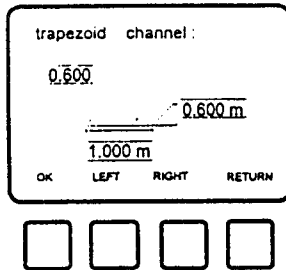 trapezoid channel :
0.600
0.600 m
1.000 m
OK LEFT RIGHT RETURN